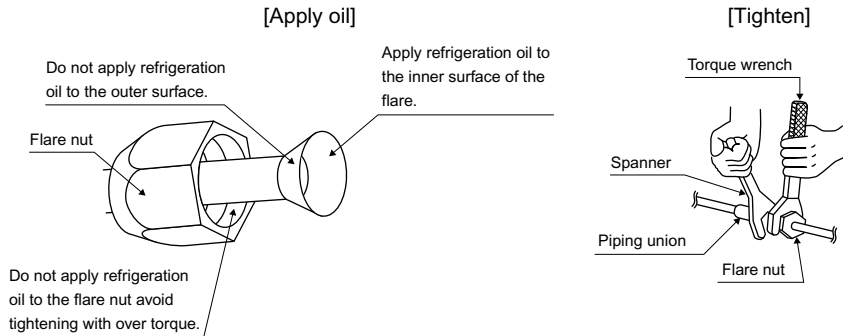 [Apply oil]
Do not apply refrigeration
oil to the outer surface.
Apply refrigeration oil to
the inner surface of the
flare.
Flare nut
Do not apply refrigeration
oil to the flare nut avoid
tightening with over torque.
[Tighten]
Torque wrench
Spanner
Piping union
Flare nut